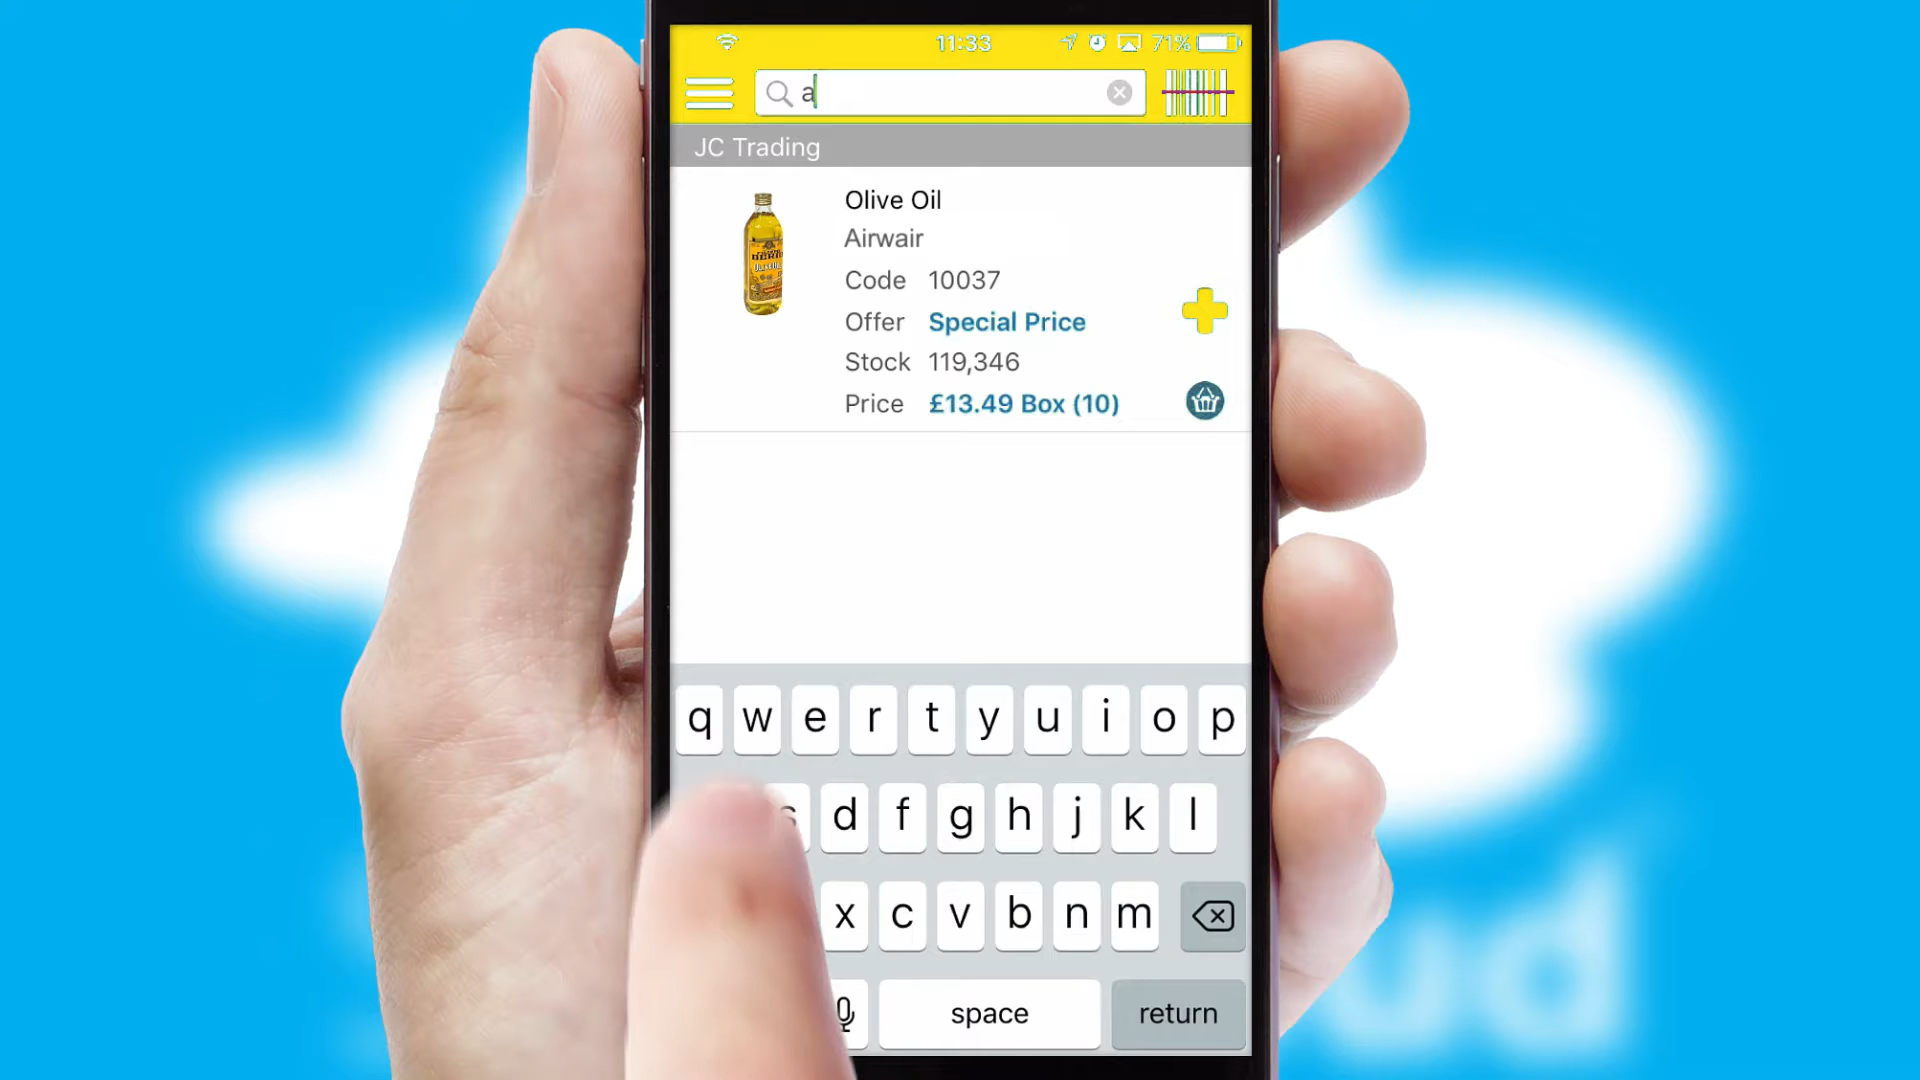 11:33
71%
a
JC Trading
Olive Oil
Airwair
Code 10037
Offer Special Price
Stock 119,346
Price £13.49 Box (10)
q w e r t y u i o p
s d f g h j k l
x c v b n m
space
return
ud